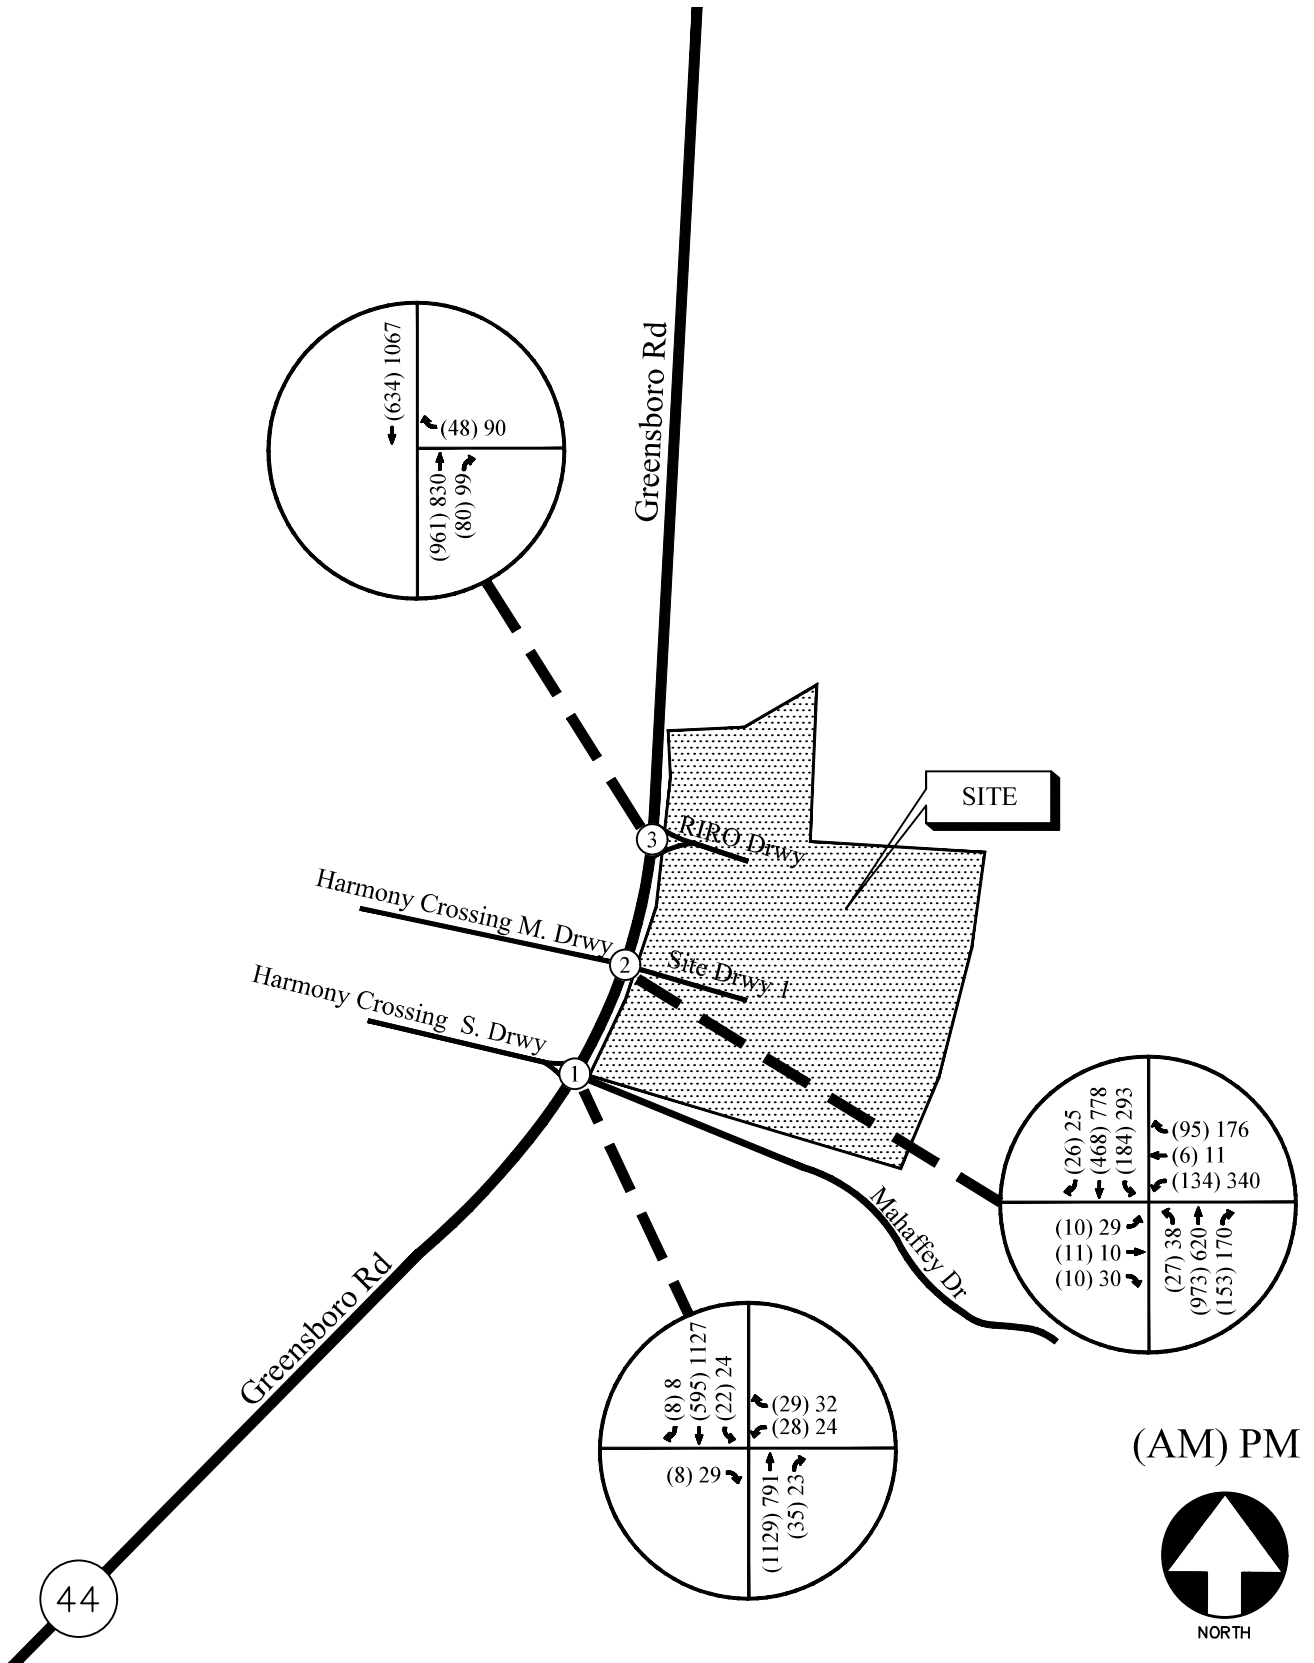 Greensboro Rd
(634) 1067
(48) 90
(961) 830
(80) 99
SITE
3
RIRO Drwy
Harmony Crossing M. Drwy
2
Site Drwy 1
Harmony Crossing S. Drwy
1
(26) 25
(468) 778
(184) 293
(95) 176
(6) 11
(134) 340
(10) 29
(11) 10
(10) 30
(27) 38
(973) 620
(153) 170
Mahaffey Dr
Greensboro Rd
(8) 8
(595) 1127
(22) 24
(29) 32
(28) 24
(8) 29
(1129) 791
(35) 23
(AM) PM
44
NORTH